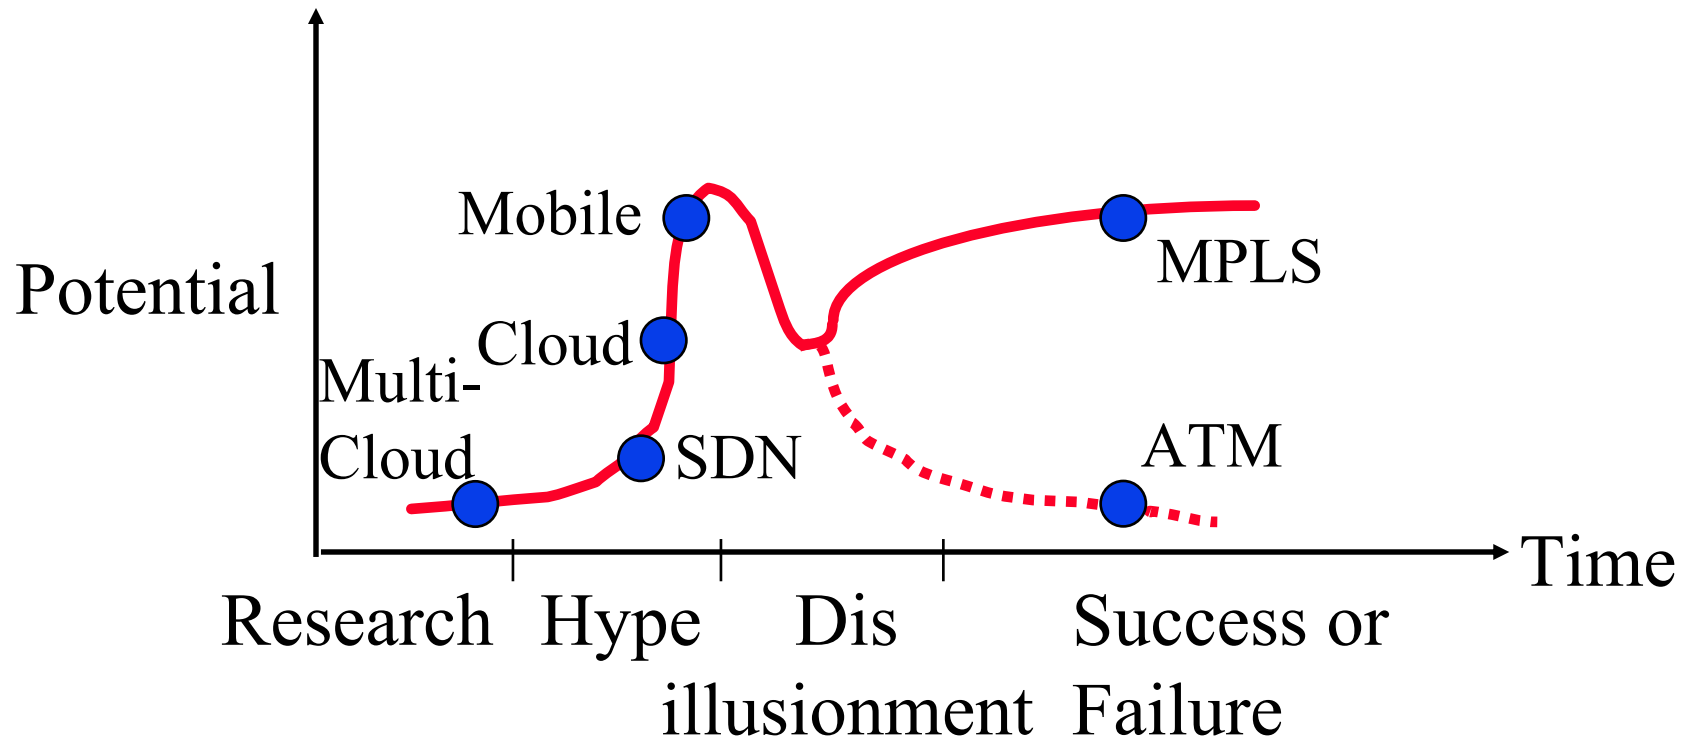 Mobile
MPLS
Potential
Cloud
Multi-
Cloud
SDN
ATM
Time
Research
Hype
Dis
illusionment
Success or
Failure